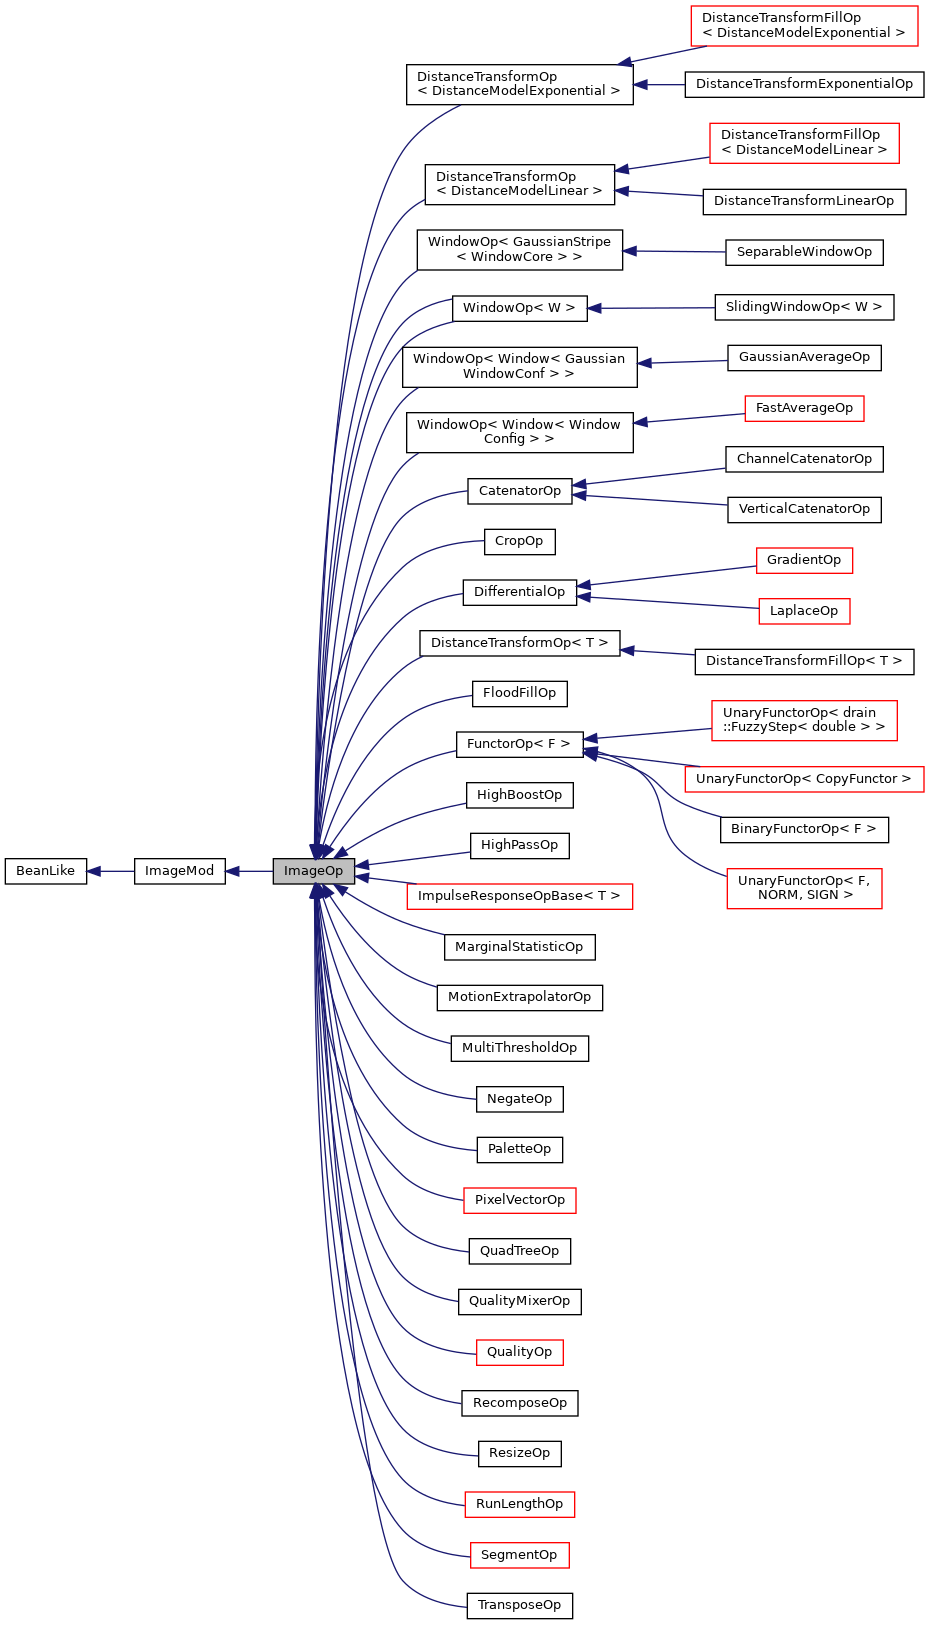 DistanceTransformFillOp
< DistanceModelExponential >
DistanceTransformOp
< DistanceModelExponential >
DistanceTransformExponentialOp
DistanceTransformFillOp
< DistanceModelLinear >
DistanceTransformOp
< DistanceModelLinear >
DistanceTransformLinearOp
WindowOp< GaussianStripe
< WindowCore > >
SeparableWindowOp
WindowOp< W >
SlidingWindowOp< W >
WindowOp< Window< Gaussian
WindowConf > >
GaussianAverageOp
WindowOp< Window< Window
Config > >
FastAverageOp
CatenatorOp
ChannelCatenatorOp
VerticalCatenatorOp
CropOp
DifferentialOp
GradientOp
LaplaceOp
DistanceTransformOp< T >
DistanceTransformFillOp< T >
FloodFillOp
FunctorOp< F >
UnaryFunctorOp< drain
::FuzzyStep< double > >
UnaryFunctorOp< CopyFunctor >
BinaryFunctorOp< F >
UnaryFunctorOp< F,
NORM, SIGN >
HighBoostOp
HighPassOp
BeanLike
ImageMod
ImageOp
ImpulseResponseOpBase< T >
MarginalStatisticOp
MotionExtrapolatorOp
MultiThresholdOp
NegateOp
PaletteOp
PixelVectorOp
QuadTreeOp
QualityMixerOp
QualityOp
RecomposeOp
ResizeOp
RunLengthOp
SegmentOp
TransposeOp